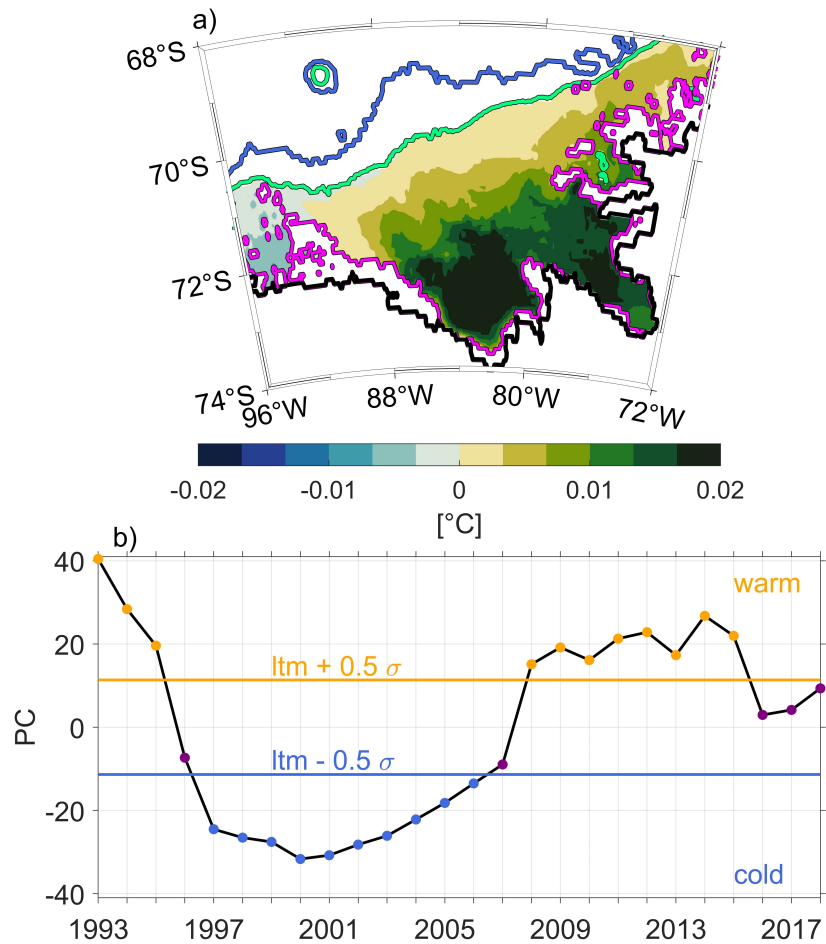 a)
68°S
70°S
72°S
74°S
96°W 88°W 80°W 72°W
-0.02 -0.01 0 0.01 0.02
[°C]
b)
40
warm
20
ltm + 0.5 σ
PC
0
ltm - 0.5 σ
-20
cold
-40
1993 1997 2001 2005 2009 2013 2017